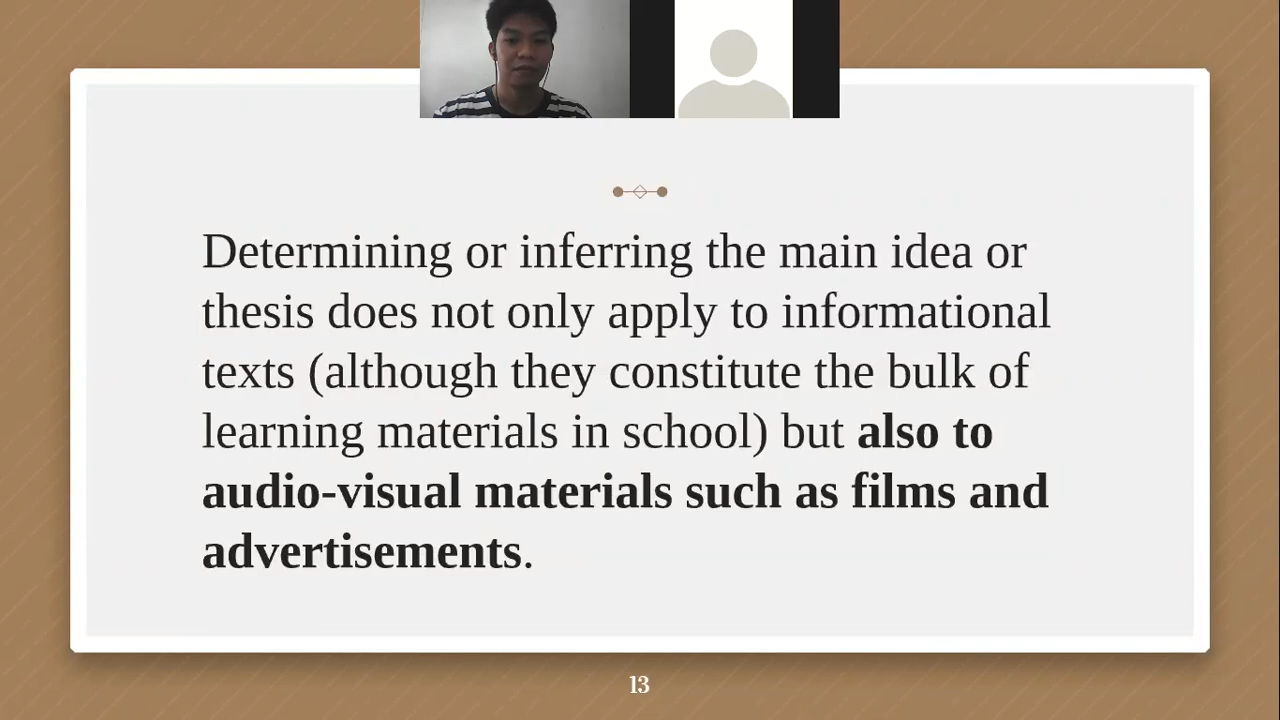 Determining or inferring the main idea or
thesis does not only apply to informational
texts (although they constitute the bulk of
learning materials in school) but also to
audio-visual materials such as films and
advertisements.
13